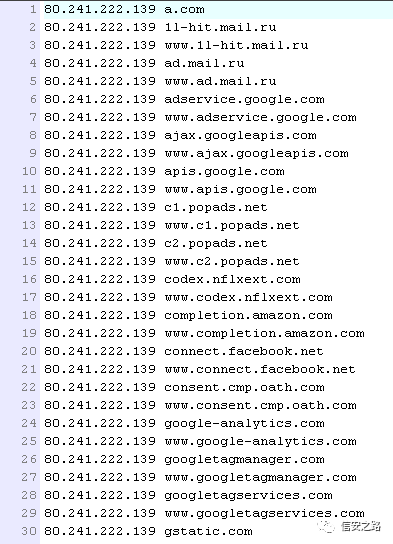 1 80.241.222.139 a.com
2 80.241.222.139 1l-hit.mail.ru
3 80.241.222.139 www.1l-hit.mail.ru
4 80.241.222.139 ad.mail.ru
5 80.241.222.139 www.ad.mail.ru
6 80.241.222.139 adservice.google.com
7 80.241.222.139 www.adservice.google.com
8 80.241.222.139 ajax.googleapis.com
9 80.241.222.139 www.ajax.googleapis.com
10 80.241.222.139 apis.google.com
11 80.241.222.139 www.apis.google.com
12 80.241.222.139 c1.popads.net
13 80.241.222.139 www.c1.popads.net
14 80.241.222.139 c2.popads.net
15 80.241.222.139 www.c2.popads.net
16 80.241.222.139 codex.nflxext.com
17 80.241.222.139 www.codex.nflxext.com
18 80.241.222.139 completion.amazon.com
19 80.241.222.139 www.completion.amazon.com
20 80.241.222.139 connect.facebook.net
21 80.241.222.139 www.connect.facebook.net
22 80.241.222.139 consent.cmp.oath.com
23 80.241.222.139 www.consent.cmp.oath.com
24 80.241.222.139 google-analytics.com
25 80.241.222.139 www.google-analytics.com
26 80.241.222.139 googletagmanager.com
27 80.241.222.139 www.googletagmanager.com
28 80.241.222.139 googletagservices.com
29 80.241.222.139 www.googletagservices.com
30 80.241.222.139 gstatic.com
信安之路